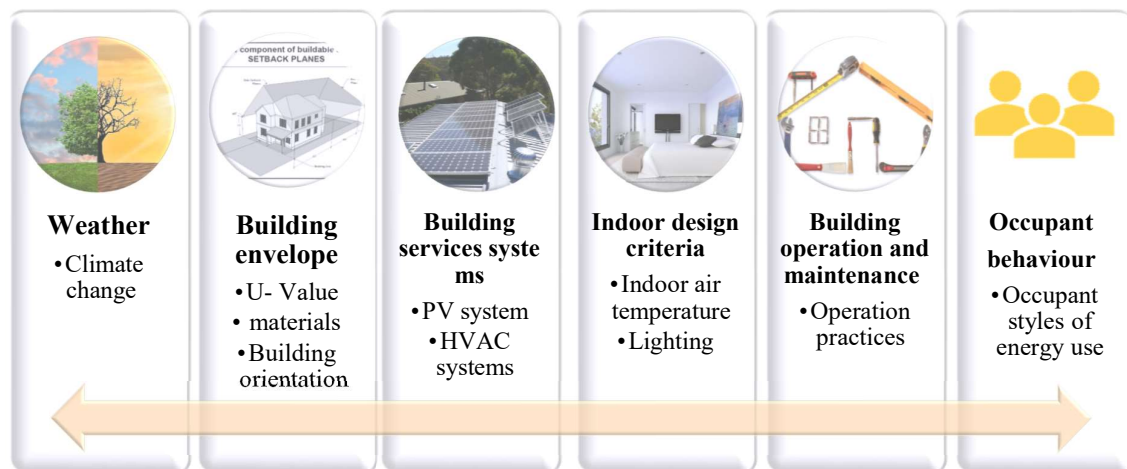 Weather
•Climate
change
component of buildable
SETBACK PLANES
Building
envelope
•U- Value
• materials
•Building
orientation
Building
services syste
ms
•PV system
•HVAC
systems
Indoor design
criteria
•Indoor air
temperature
•Lighting
Building
operation and
maintenance
•Operation
practices
Occupant
behaviour
•Occupant
styles of
energy use